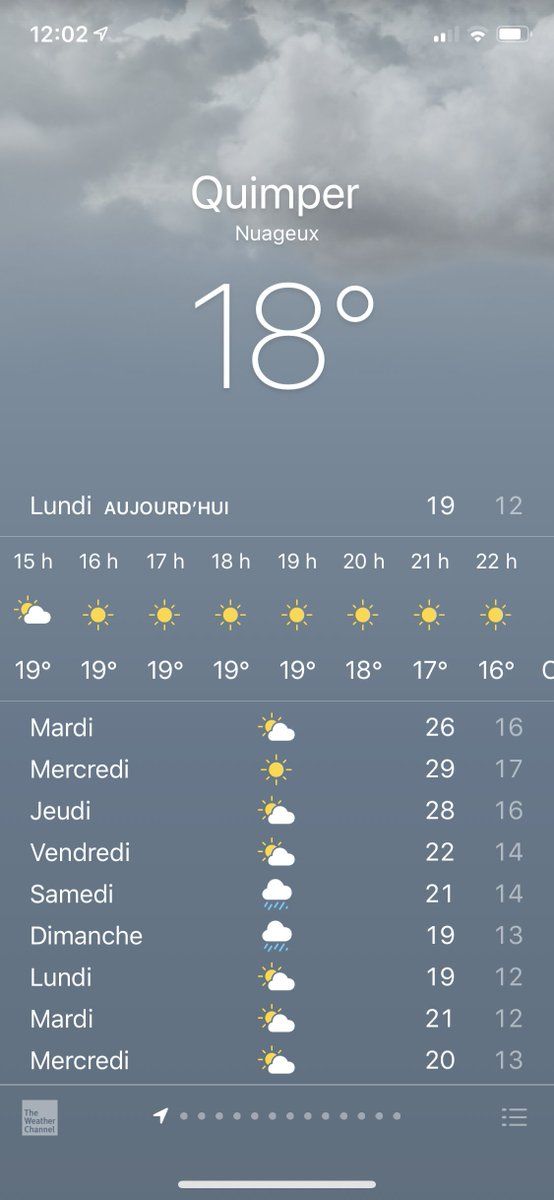 12:02
Quimper
Nuageux
18°
Lundi AUJOURD'HUI 19 12
15 h 16 h 17 h 18 h 19 h 20 h 21 h 22 h
19° 19° 19° 19° 19° 18° 17° 16°
Mardi 26 16
Mercredi 29 17
Jeudi 28 16
Vendredi 22 14
Samedi 21 14
Dimanche 19 13
Lundi 19 12
Mardi 21 12
Mercredi 20 13
The
Weather
Channel